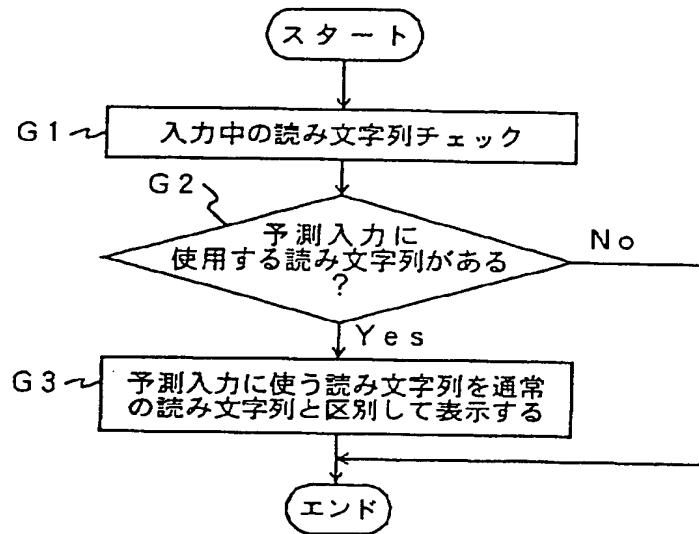 スタート
G1
入力中の読み文字列チェック
G2
予測入力に
使用する読み文字列がある
?
No
Yes
G3
予測入力に使う読み文字列を通常
の読み文字列と区別して表示する
エンド